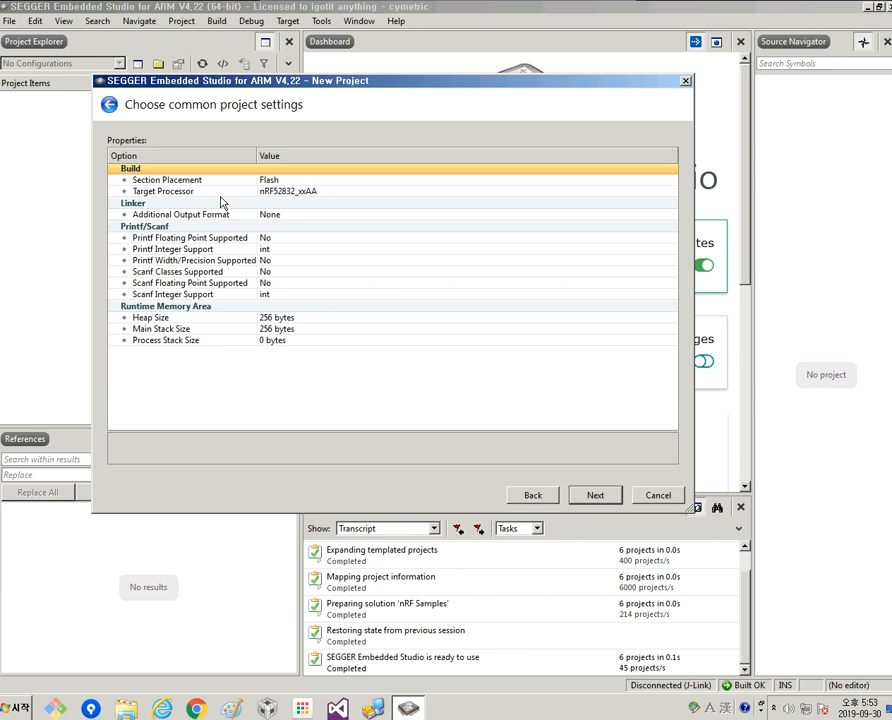 SEGGER Embedded Studio for ARM V4,22 (64-bit) - Licensed to igotit anything - cymetric
File Edit View Search Navigate Project Build Debug Target Tools Window Help
Project Explorer
Dashboard
Source Navigator
No Configurations
Search Symbols
Project Items
SEGGER Embedded Studio for ARM V4,22 - New Project
Choose common project settings
Properties:
Option Value
Build
Section Placement Flash
Target Processor nRF52832_xxAA
Linker
Additional Output Format None
Printf/Scanf
Printf Floating Point Supported No
Printf Integer Support int
Printf Width/Precision Supported No
Scanf Classes Supported No
Scanf Floating Point Supported No
Scanf Integer Support int
Runtime Memory Area
Heap Size 256 bytes
Main Stack Size 256 bytes
Process Stack Size 0 bytes
Back Next Cancel
No project
References
Search within results
Replace
Replace All
No results
Show: Transcript Tasks
Expanding templated projects 6 projects in 0.0s
Completed 400 projects/s
Mapping project information 6 projects in 0.0s
Completed 6000 projects/s
Preparing solution 'nRF Samples' 6 projects in 0.0s
Completed 214 projects/s
Restoring state from previous session
Completed
SEGGER Embedded Studio is ready to use 6 projects in 0.1s
Completed 45 projects/s
Disconnected (J-Link) Built OK INS (No editor)
시작
A 漢
오후 5:53
2019-09-30